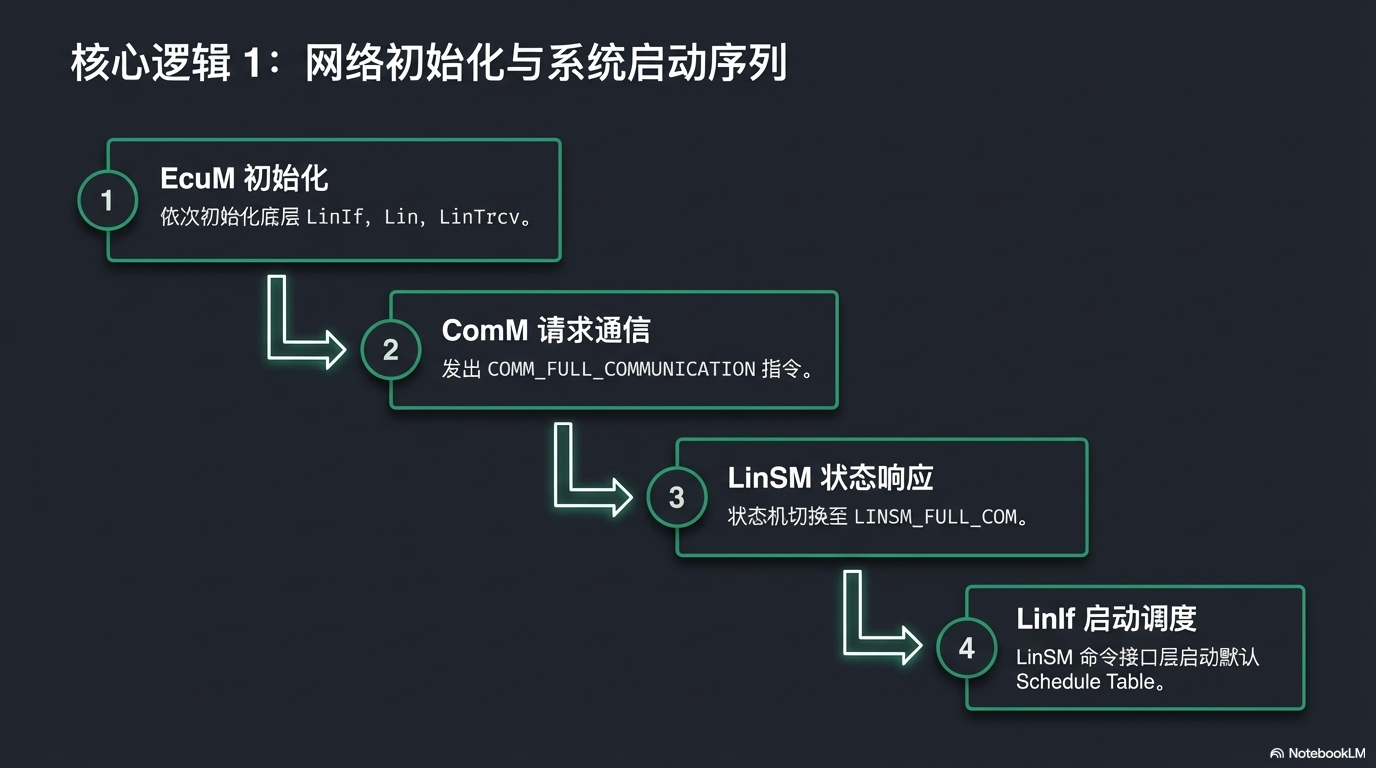 核心逻辑 1：网络初始化与系统启动序列
1
EcuM 初始化
依次初始化底层 LinIf，Lin，LinTrcv。
2
ComM 请求通信
发出 COMM_FULL_COMMUNICATION 指令。
3
LinSM 状态响应
状态机切换至 LINSM_FULL_COM。
4
LinIf 启动调度
LinSM 命令接口层启动默认
Schedule Table。
NotebookLM